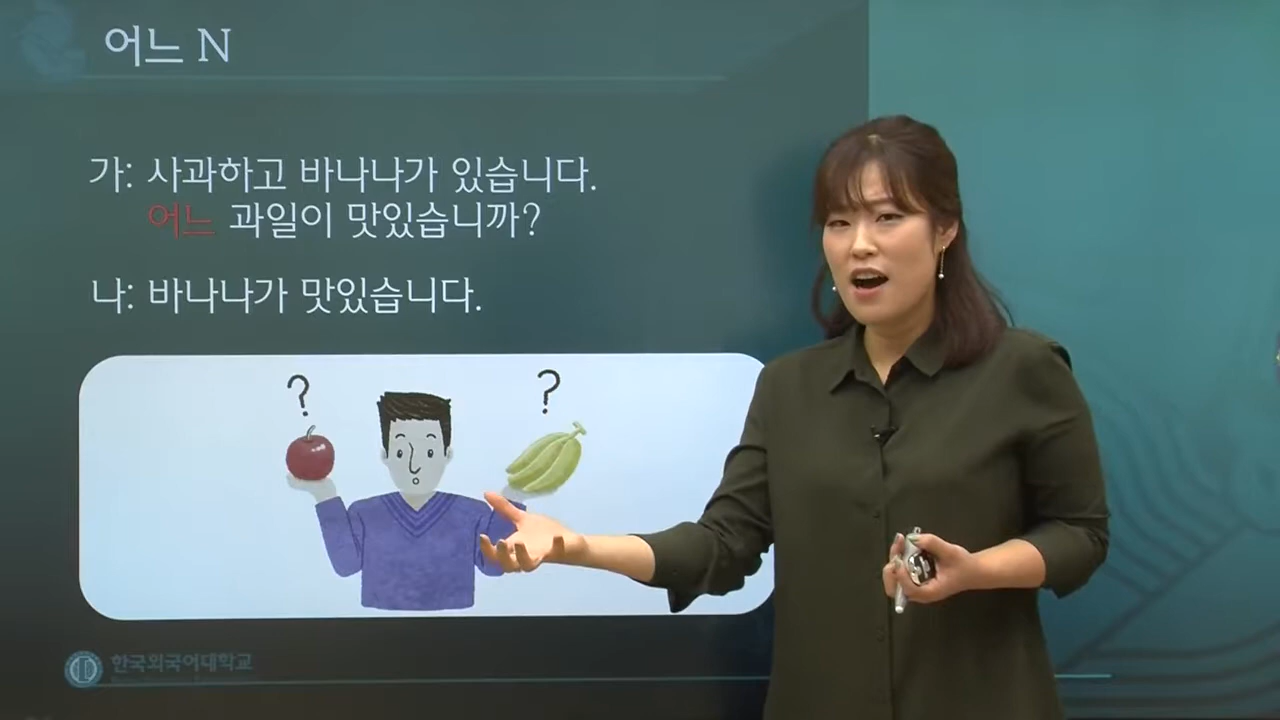 어느 N
가: 사과하고 바나나가 있습니다.
어느 과일이 맛있습니까?
나: 바나나가 맛있습니다.
?
?
한국외국어대학교